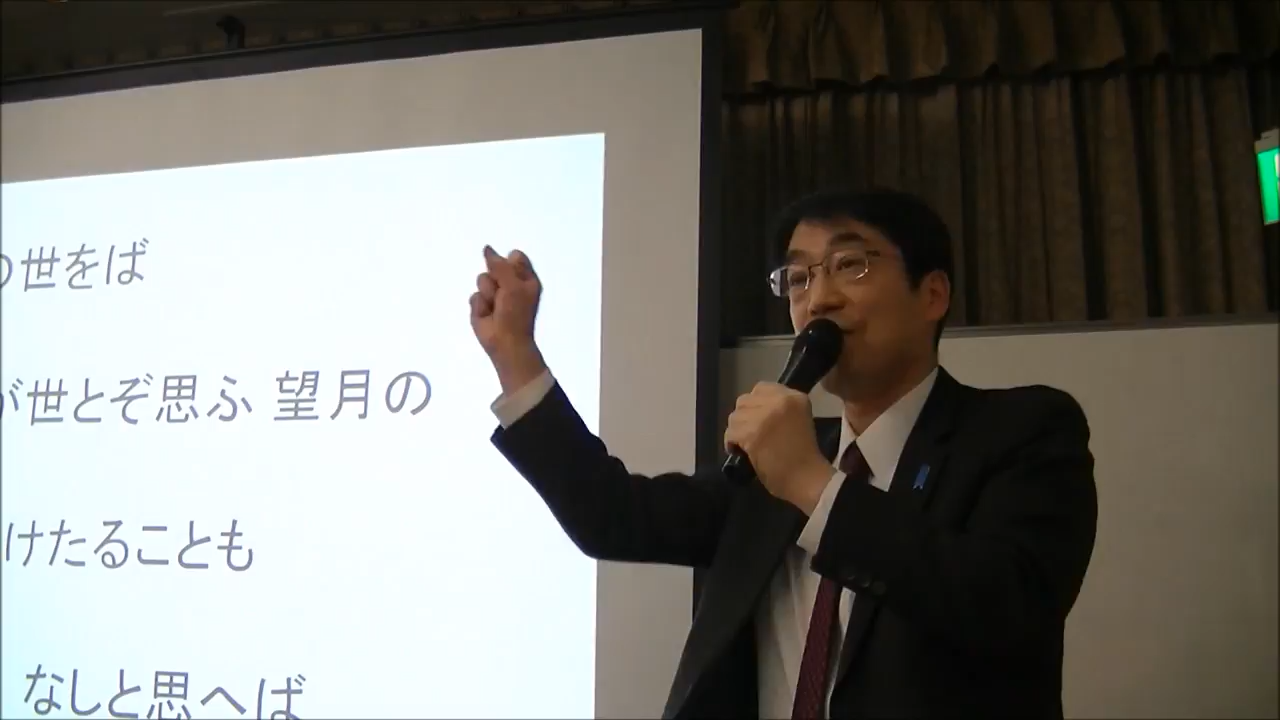 の世をば
が世とぞ思ふ 望月の
けたることも
なしと思へば